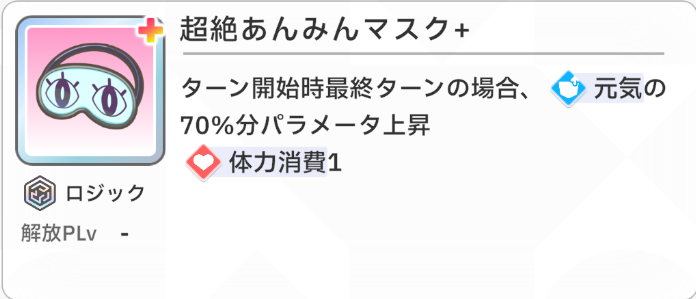 超絶あんみんマスク+
ターン開始時最終ターンの場合、元気の
70%分パラメータ上昇
体力消費1
ロジック
解放PLv -